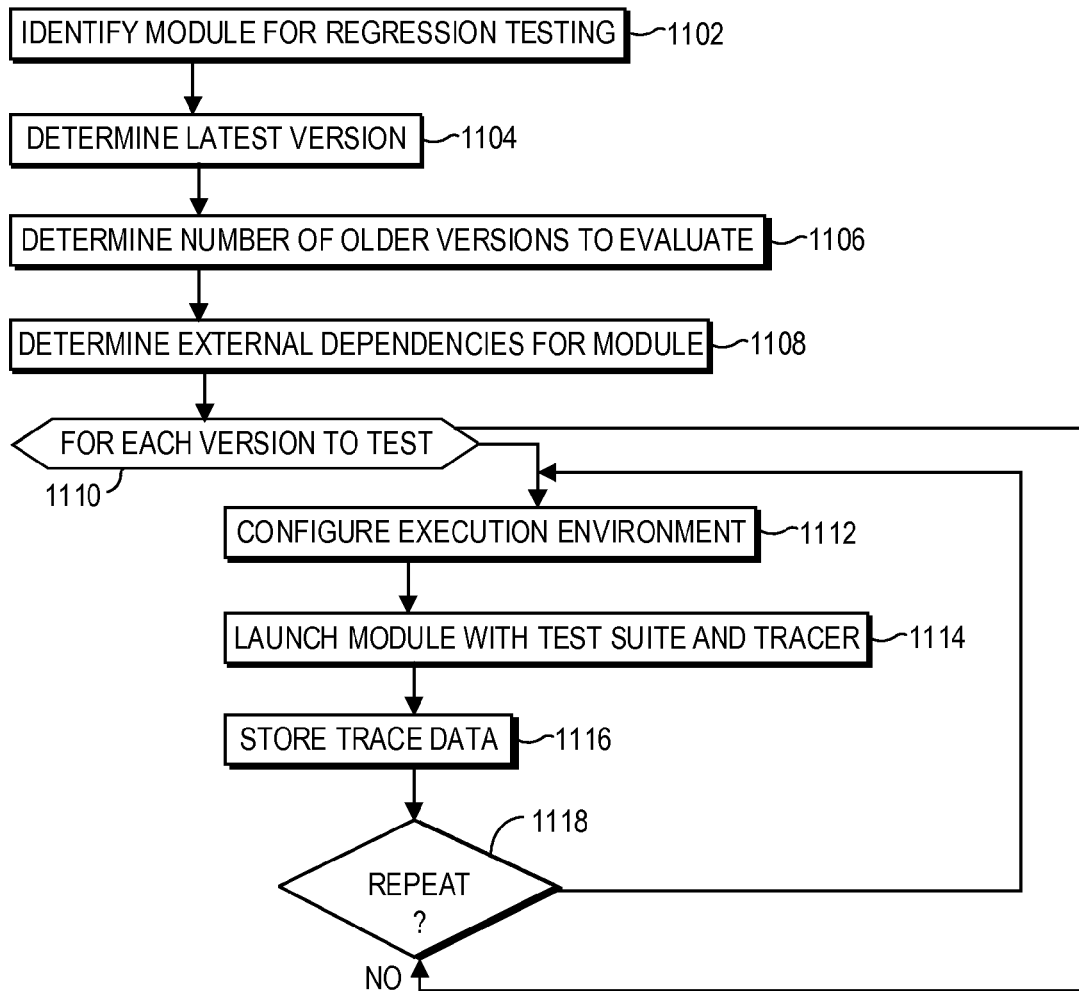 IDENTIFY MODULE FOR REGRESSION TESTING 1102
DETERMINE LATEST VERSION 1104
DETERMINE NUMBER OF OLDER VERSIONS TO EVALUATE 1106
DETERMINE EXTERNAL DEPENDENCIES FOR MODULE 1108
FOR EACH VERSION TO TEST
1110
CONFIGURE EXECUTION ENVIRONMENT 1112
LAUNCH MODULE WITH TEST SUITE AND TRACER 1114
STORE TRACE DATA 1116
1118
REPEAT
?
NO